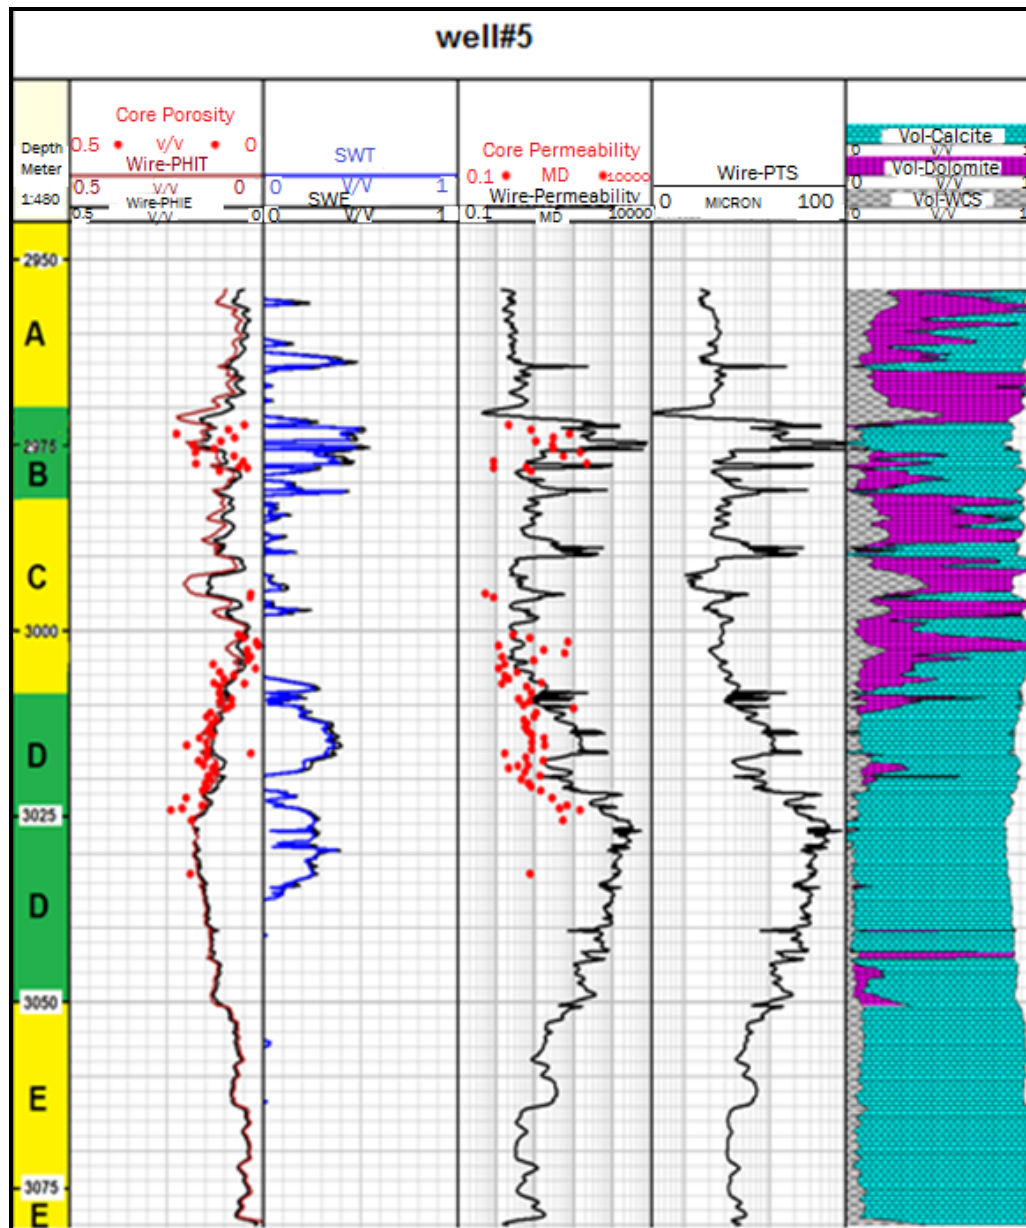 well#5
Depth
Meter
1:480
Core Porosity
0.5 V/V 0
Wire-PHIT
0.5 V/V 0
Wire-PHIE
0.5 V/V 0
SWT
0 V/V 1
SWE
0 V/V 1
Core Permeability
0.1 MD 10000
Wire-Permeability
0.1 MD 10000
Wire-PTS
0 MICRON 100
Vol-Calcite
0 V/V 1
Vol-Dolomite
0 V/V 1
Vol-WCS
0 V/V 1
2950
A
2975
B
C
3000
D
3025
D
3050
E
3075
E